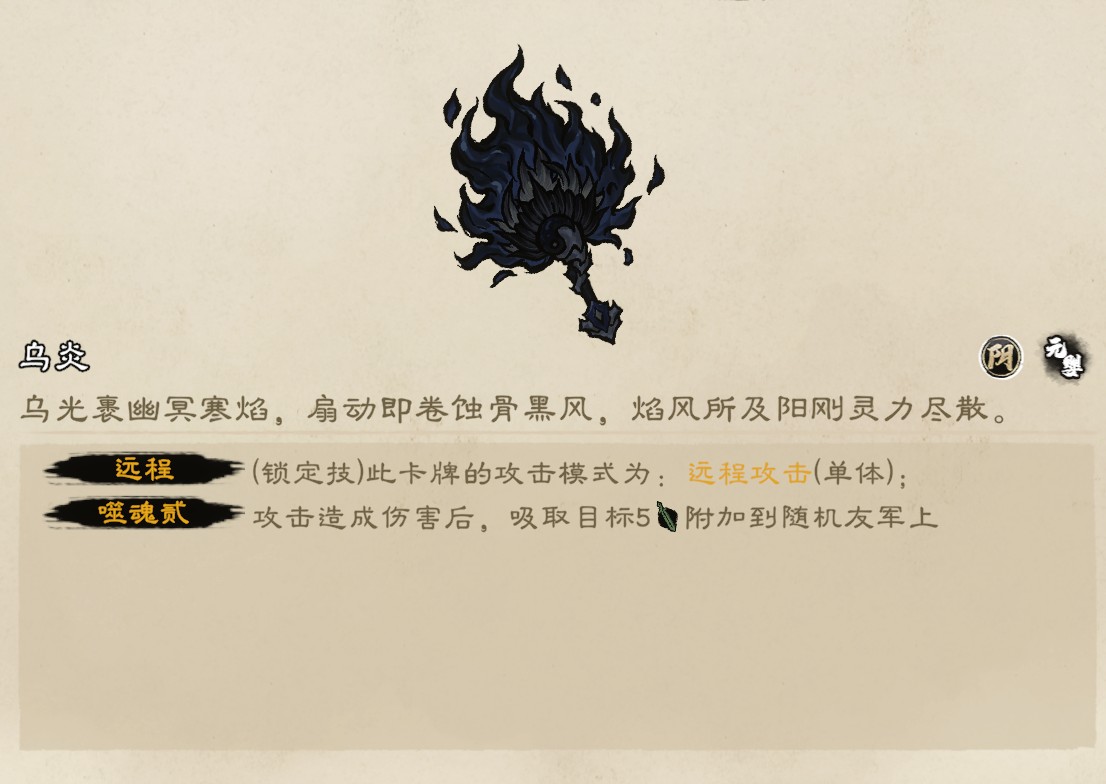 乌炎
阴 元婴
乌光裹幽冥寒焰，扇动即卷蚀骨黑风，焰风所及阳刚灵力尽散。
远程 (锁定技)此卡牌的攻击模式为：远程攻击(单体)；
噬魂贰 攻击造成伤害后，吸取目标5附加到随机友军上